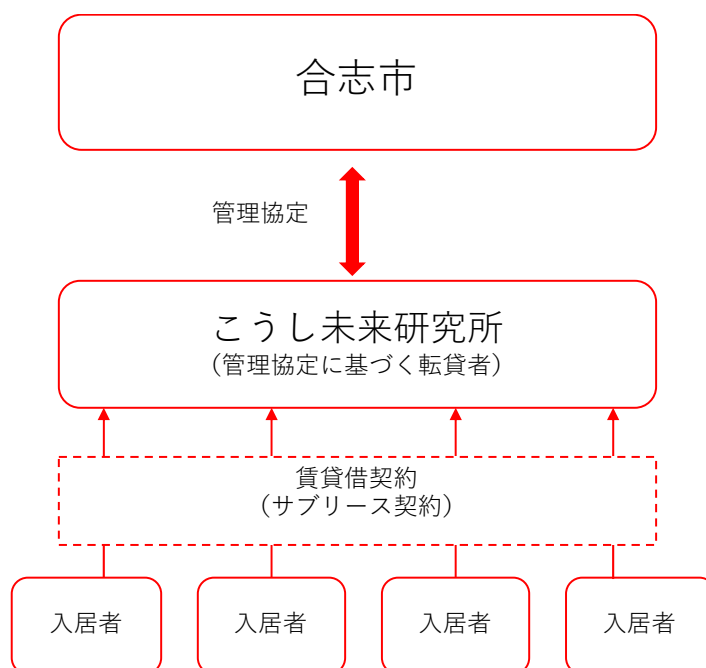 合志市
管理協定
こうし未来研究所
(管理協定に基づく転貸者)
賃貸借契約
(サブリース契約)
入居者
入居者
入居者
入居者